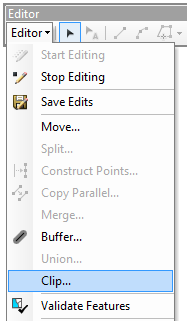 Editor
Editor
Start Editing
Stop Editing
Save Edits
Move...
Split...
Construct Points...
Copy Parallel...
Merge...
Buffer...
Union...
Clip...
Validate Features